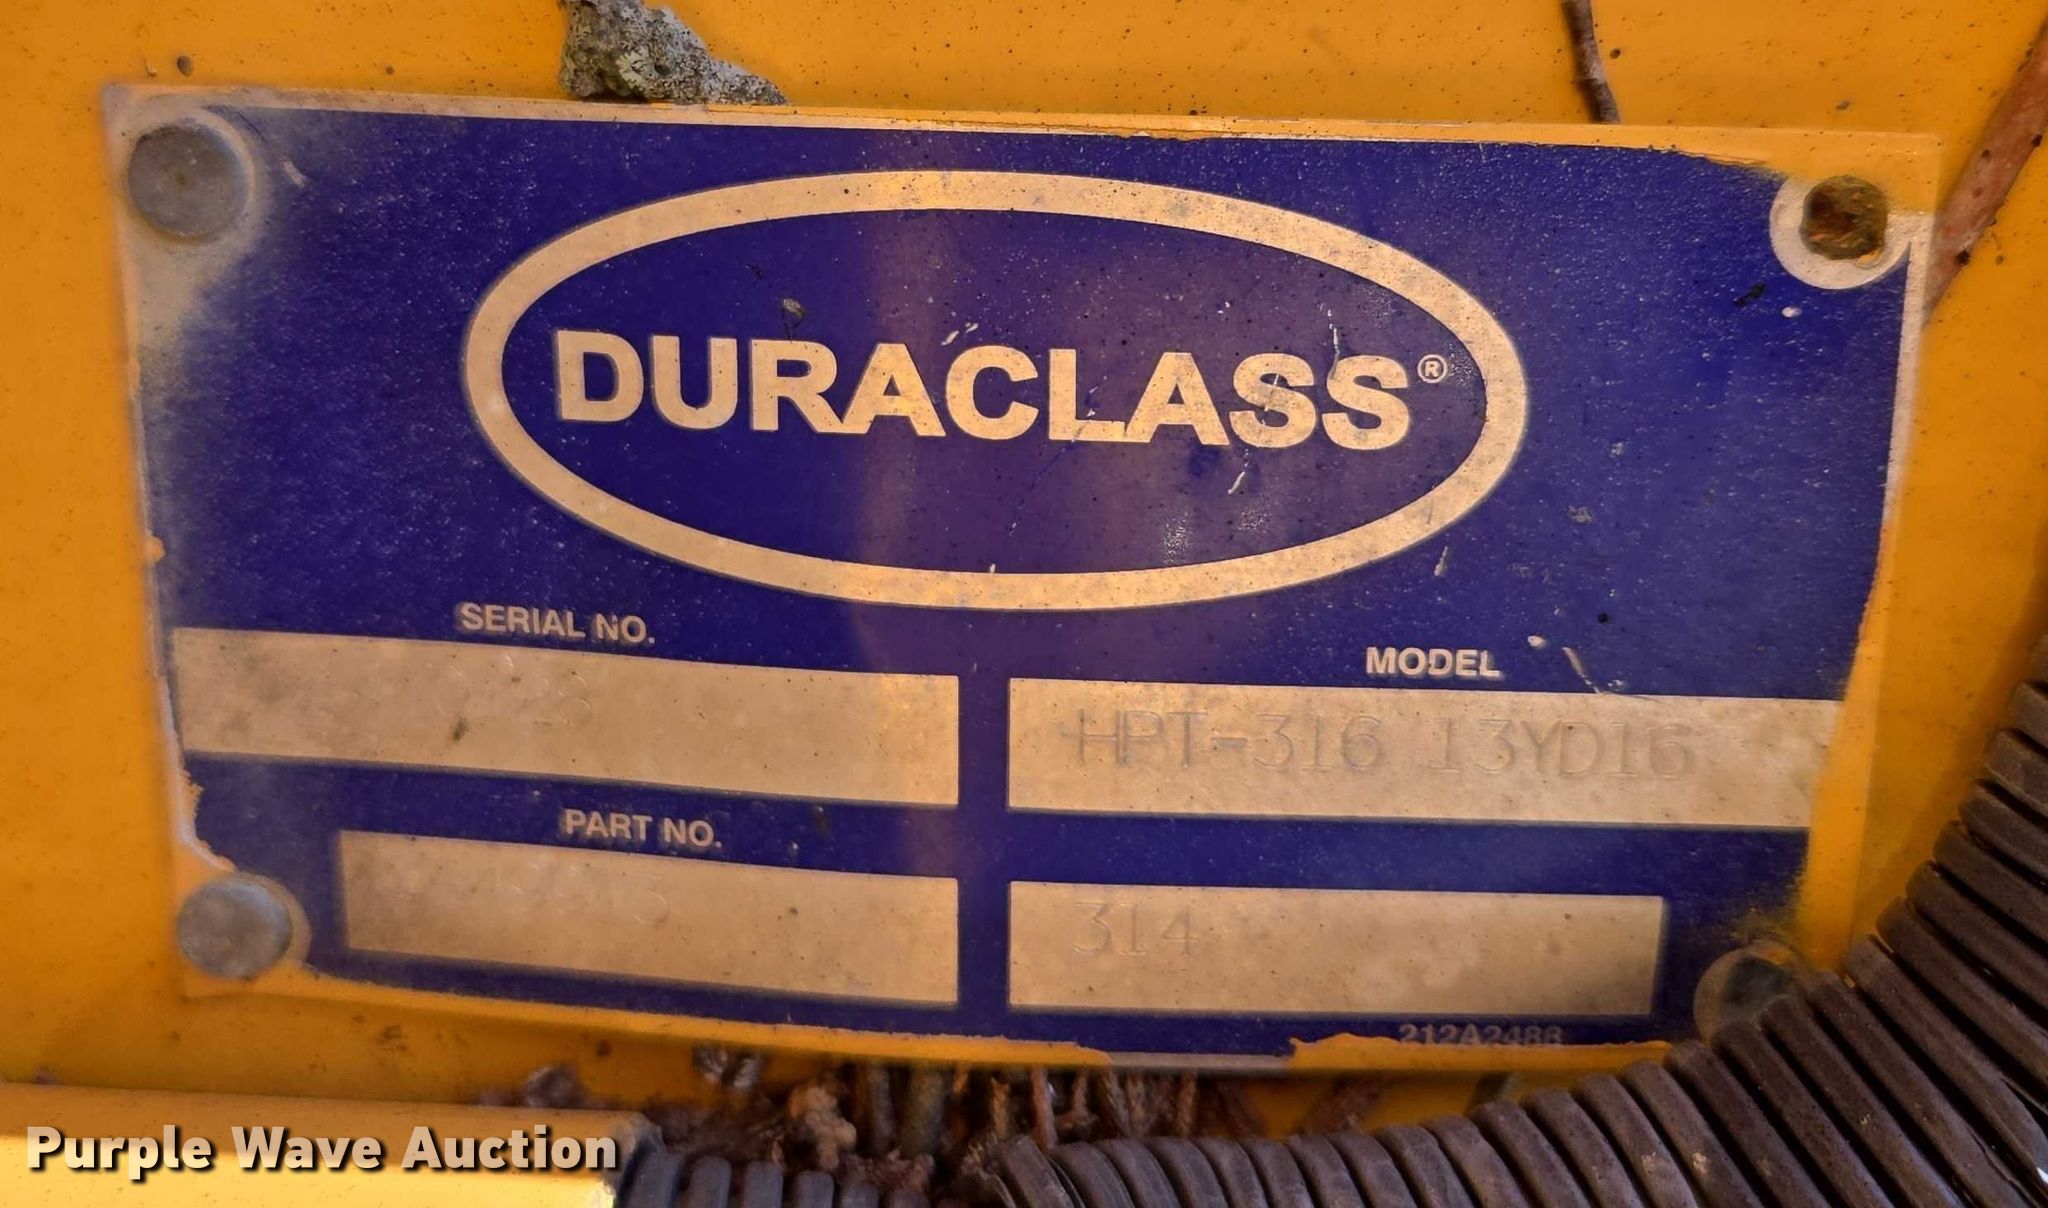 DURACLASS®
SERIAL NO.
MODEL
HPT-316 13YD16
PART NO.
314
212A2488
Purple Wave Auction